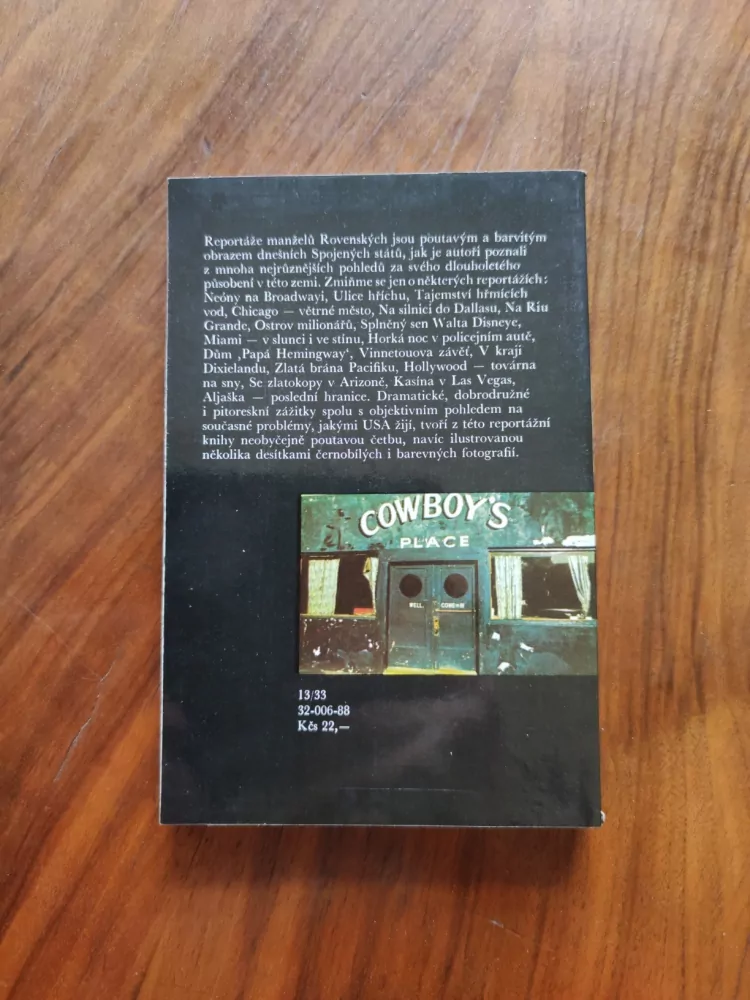 Reportáže manželů Rovenských jsou poutavým a barvitým
obrazem dnešních Spojených států, jak je autoři poznali
z mnoha nejrůznějších pohledů za svého dlouholetého
působení v této zemi. Zmiňme se jen o některých reportážích:
Neóny na Broadwayi, Ulice hříchu, Tajemství hřmících
vod, Chicago — větrné město, Na silnici do Dallasu, Na Riu
Grande, Ostrov milionářů, Splněný sen Walta Disneye,
Miami — v slunci i ve stínu, Horká noc v policejním autě,
Dům ‚Papá Hemingway‘, Vinnetouova závěť, V kraji
Dixielandu, Zlatá brána Pacifiku, Hollywood — továrna
na sny, Se zlatokopy v Arizoně, Kasína v Las Vegas,
Aljaška — poslední hranice. Dramatické, dobrodružné
i pitoreskní zážitky spolu s objektivním pohledem na
současné problémy, jakými USA žijí, tvoří z této reportážní
knihy neobyčejně poutavou četbu, navíc ilustrovanou
několika desítkami černobílých i barevných fotografií.
COWBOY'S
PLACE
WELL
13/33
32-006-88
Kčs 22,—